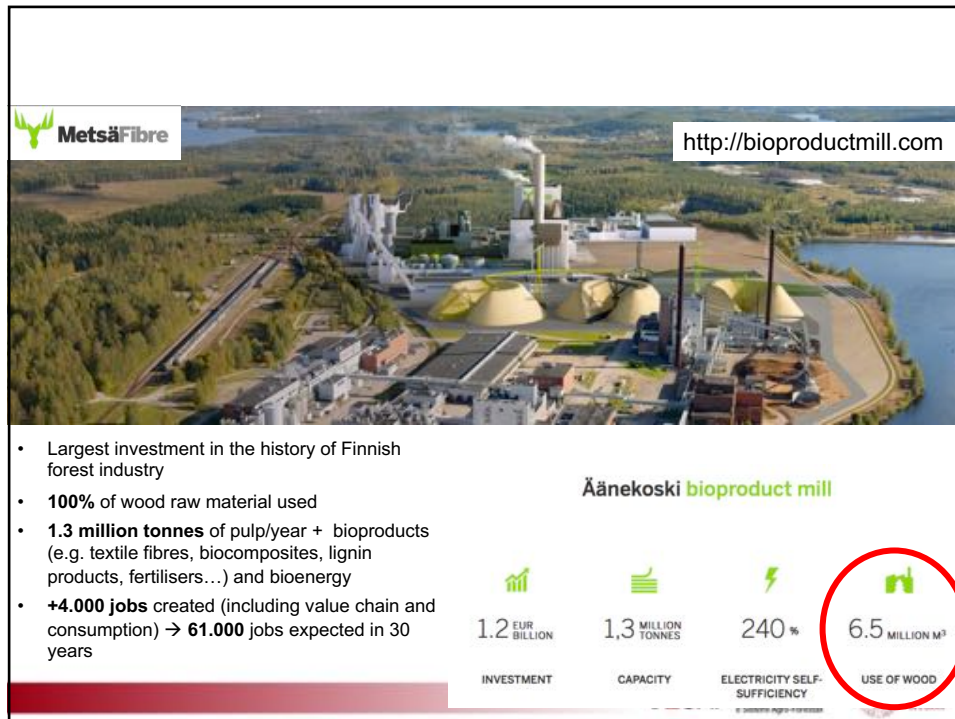 MetsäFibre
http://bioproductmill.com
• Largest investment in the history of Finnish
forest industry
• 100% of wood raw material used
• 1.3 million tonnes of pulp/year + bioproducts
(e.g. textile fibres, biocomposites, lignin
products, fertilisers…) and bioenergy
• +4.000 jobs created (including value chain and
consumption) → 61.000 jobs expected in 30
years
Äänekoski bioproduct mill
1.2 EUR BILLION
1,3 MILLION TONNES
240 %
6.5 MILLION M³
INVESTMENT
CAPACITY
ELECTRICITY SELF-
SUFFICIENCY
USE OF WOOD